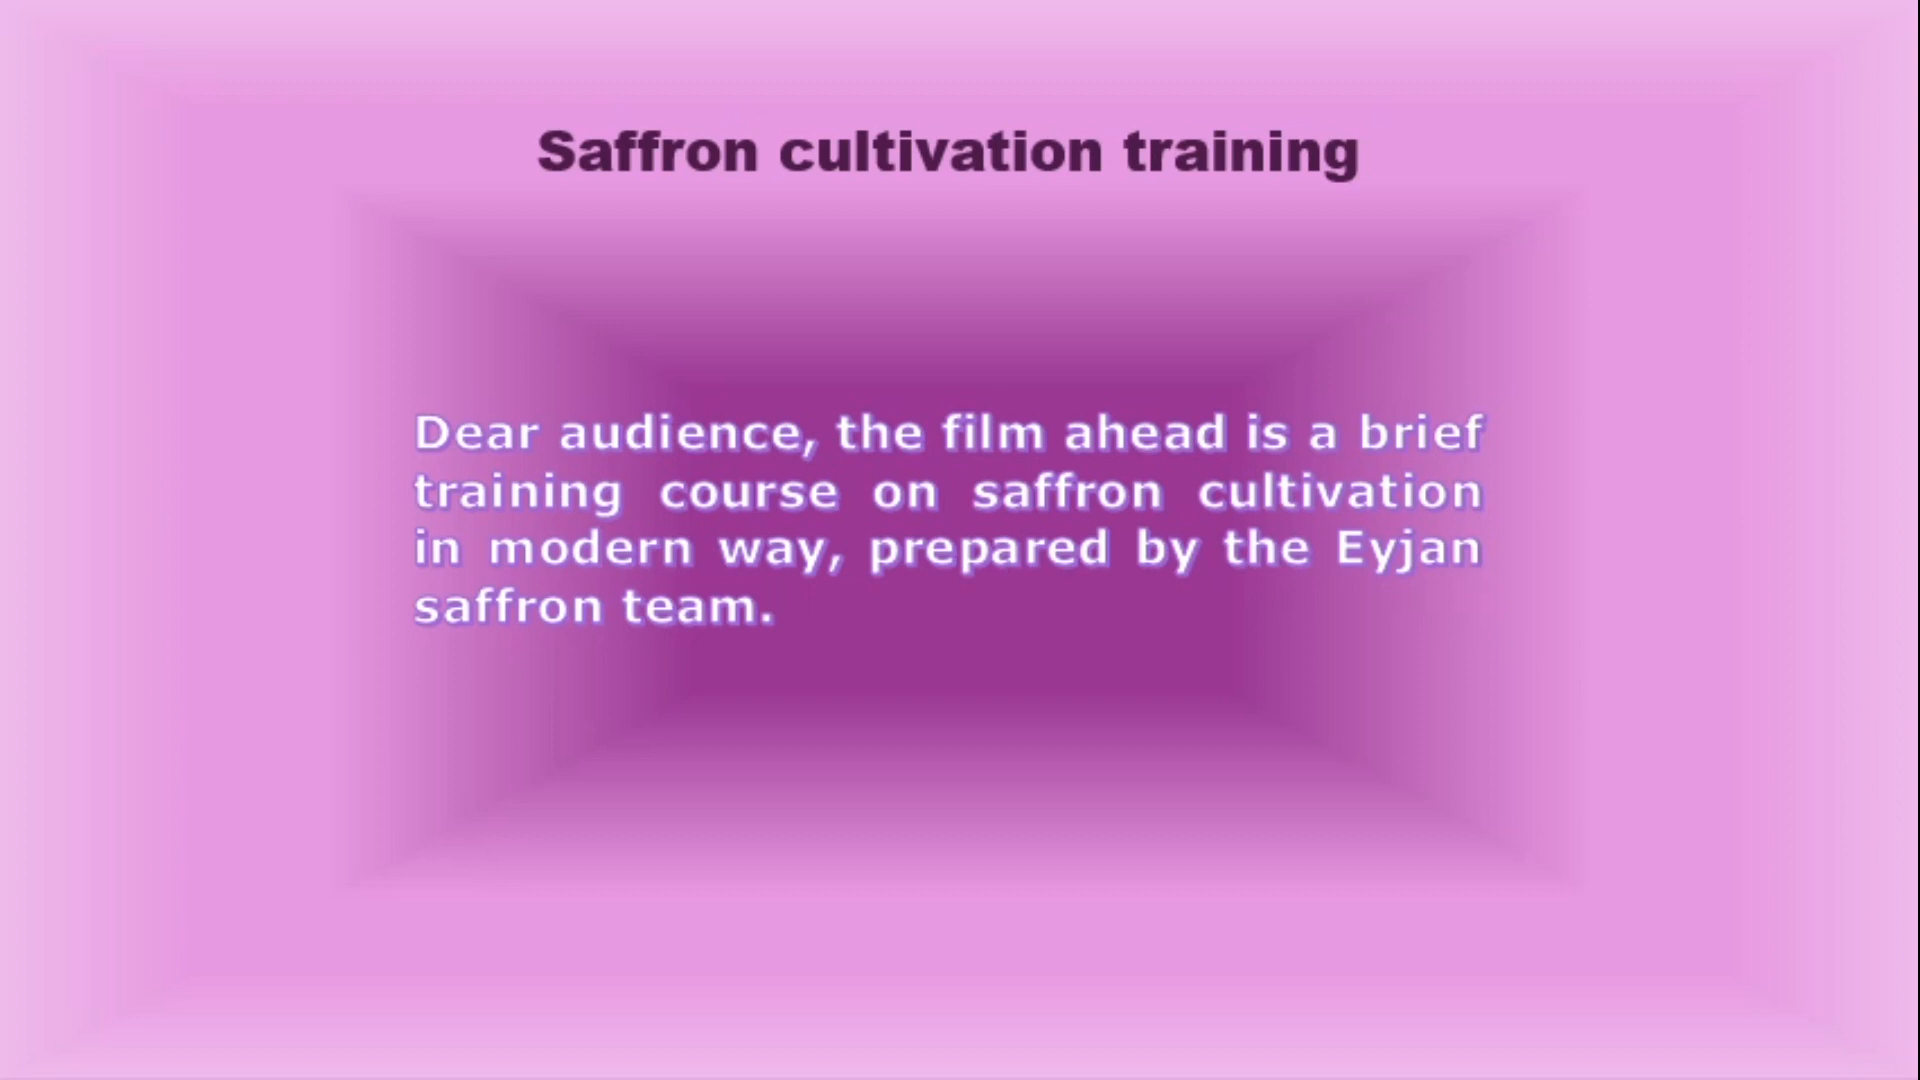 Saffron cultivation training
Dear audience, the film ahead is a brief
training course on saffron cultivation
in modern way, prepared by the Eyjan
saffron team.